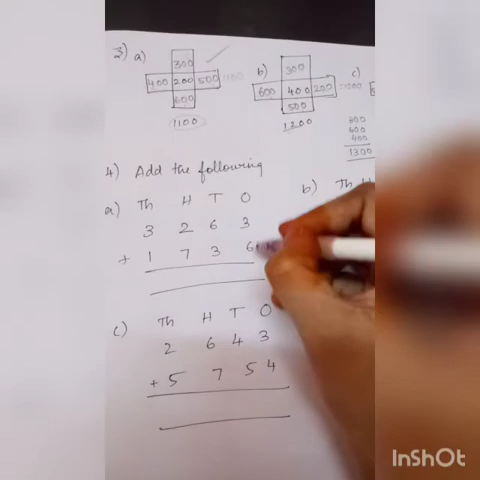 3) a)
300
400 200 500 1100
600
1100
b)
300
600 400 200 =1200
500
1200
c)
300
600
400
1300
4) Add the following
a) Th H T O
3 2 6 3
+ 1 7 3 6
b) Th H
c) Th H T O
2 6 4 3
+ 5 7 5 4
InShOt